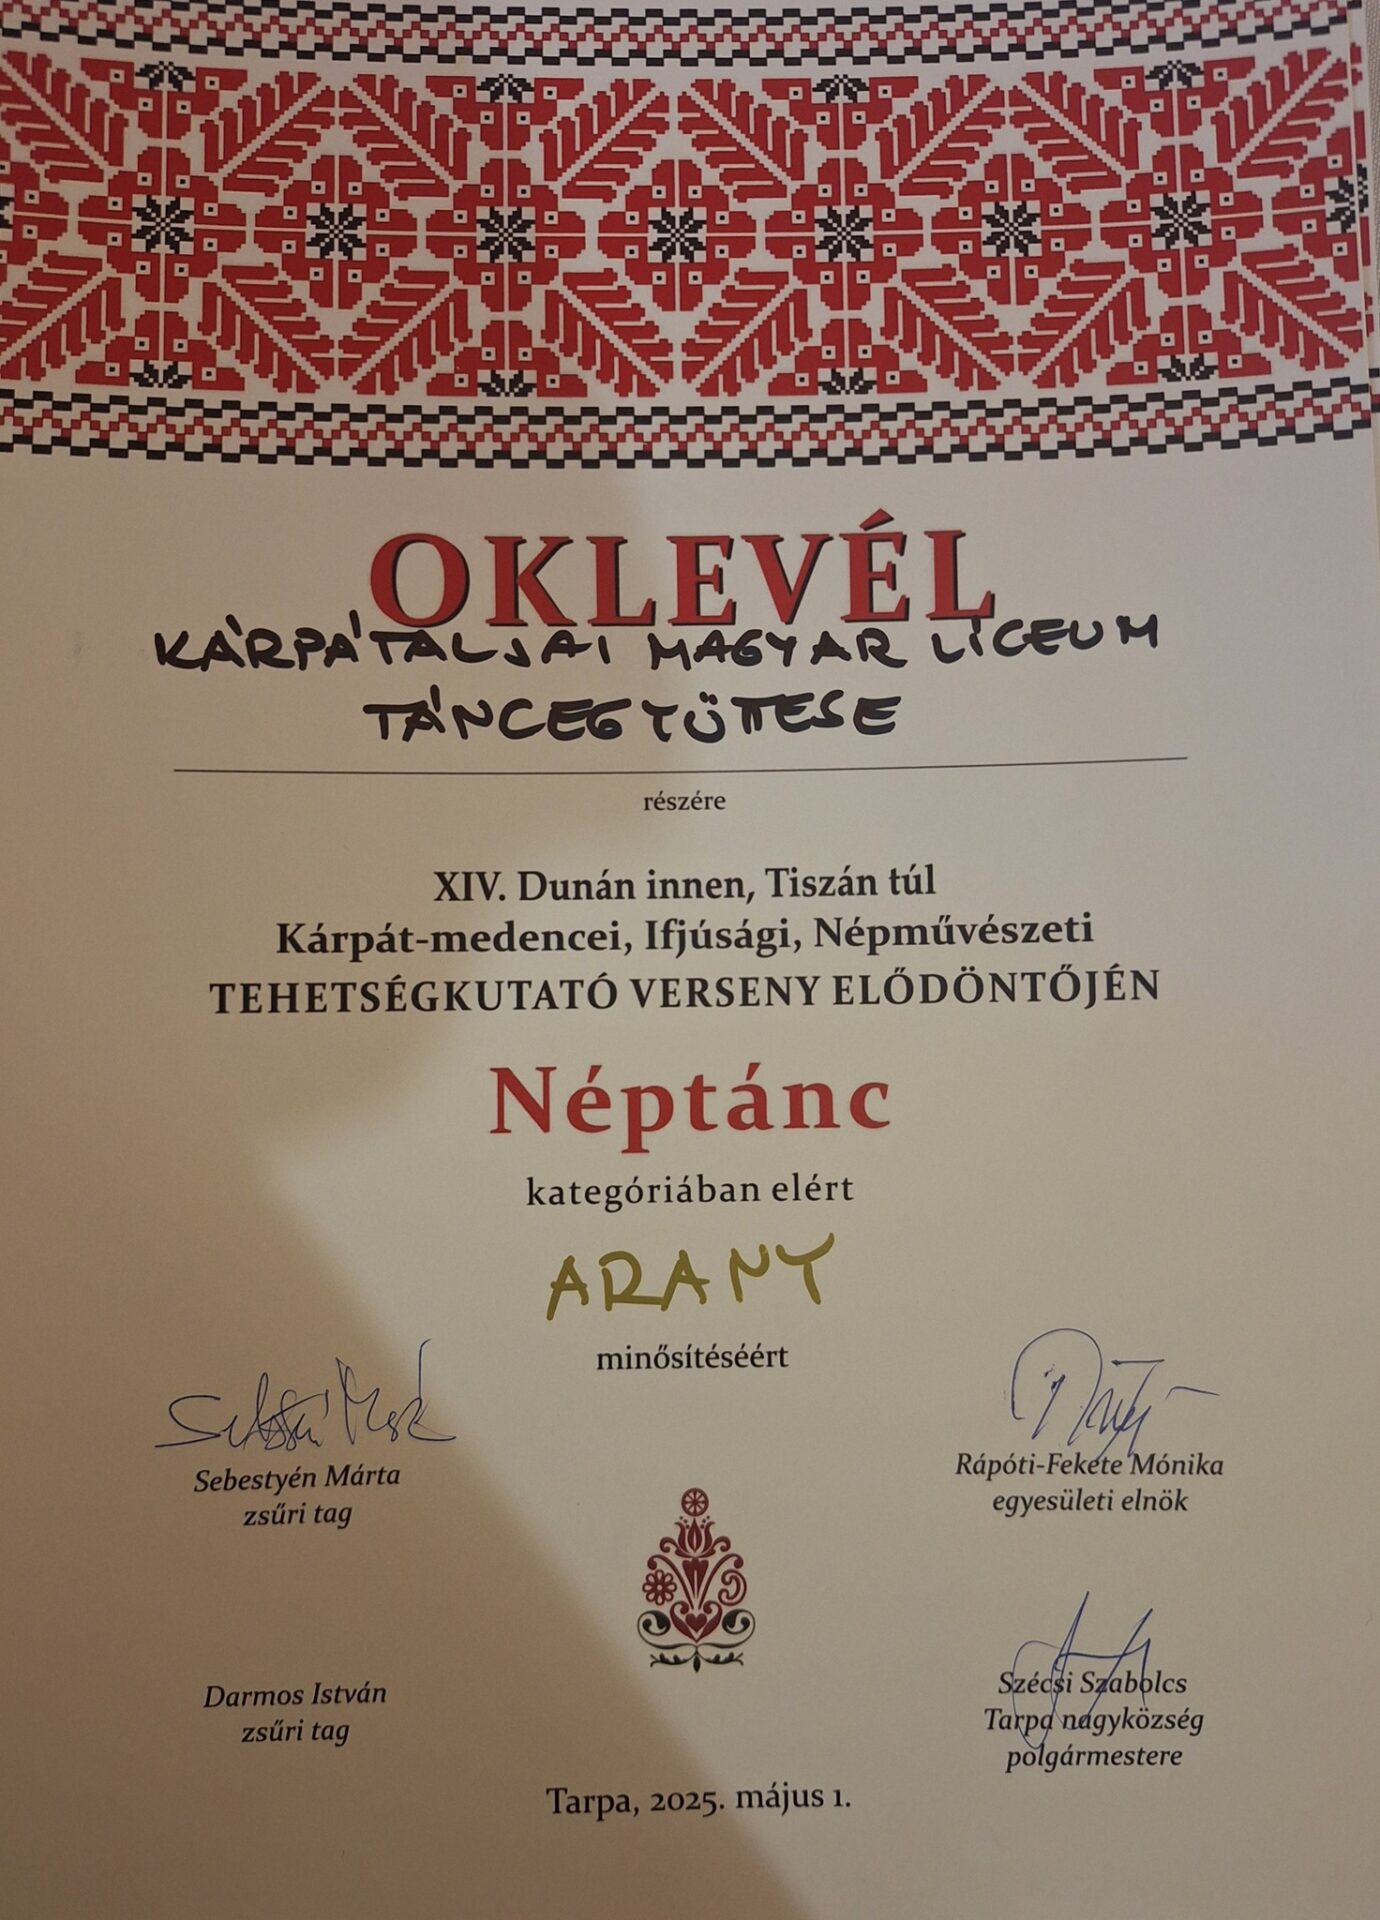 OKLEVÉL
KÁRPÁTALJAI MAGYAR LÍCEUM
TÁNCEGYÜTTESE
részére
XIV. Dunán innen, Tiszán túl
Kárpát-medencei, Ifjúsági, Népművészeti
TEHETSÉGKUTATÓ VERSENY ELŐDÖNTŐJÉN
Néptánc
kategóriában elért
ARANY
minősítéséért
Sebestyén Márta
zsűri tag
Rápóti-Fekete Mónika
egyesületi elnök
Darmos István
zsűri tag
Szécsi Szabolcs
Tarpa nagyközség
polgármestere
Tarpa, 2025. május 1.